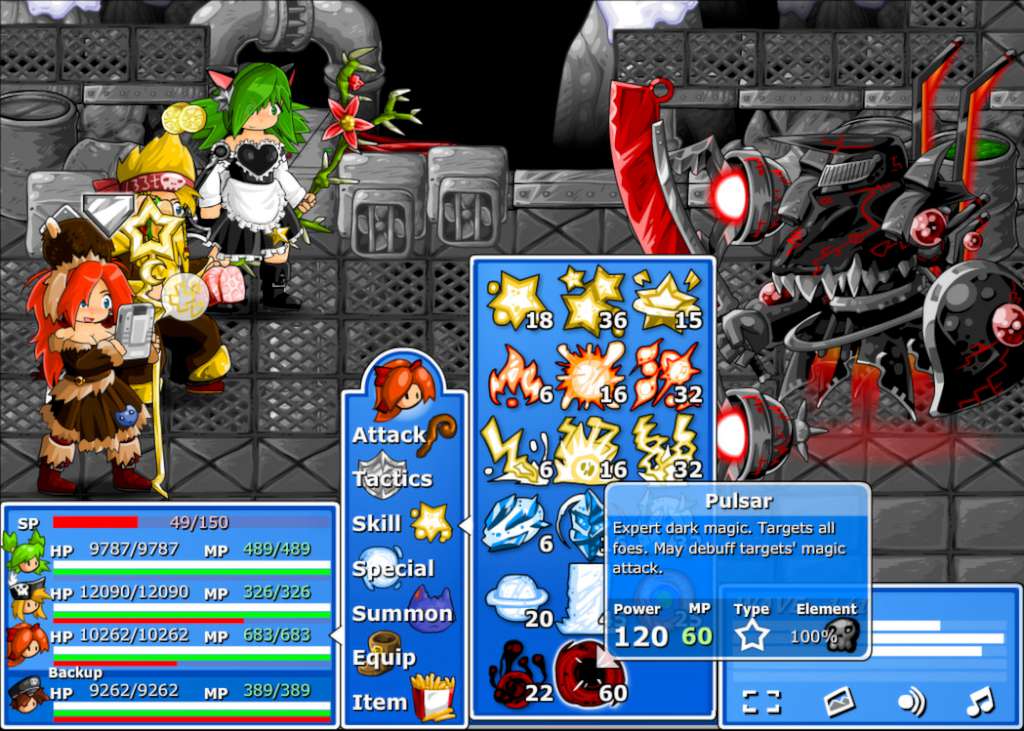 1337
18 36 15
Attack
6 16 32
Tactics
6 16 32
Skill
SP 49/150
HP 9787/9787 MP 489/489
HP 12090/12090 MP 326/326
HP 10262/10262 MP 683/683
Backup
HP 9262/9262 MP 389/389
Special
Summon
Equip
Item
6
20
22 60
Pulsar
Expert dark magic. Targets all
foes. May debuff targets' magic
attack.
Power MP Type Element
120 60 100%